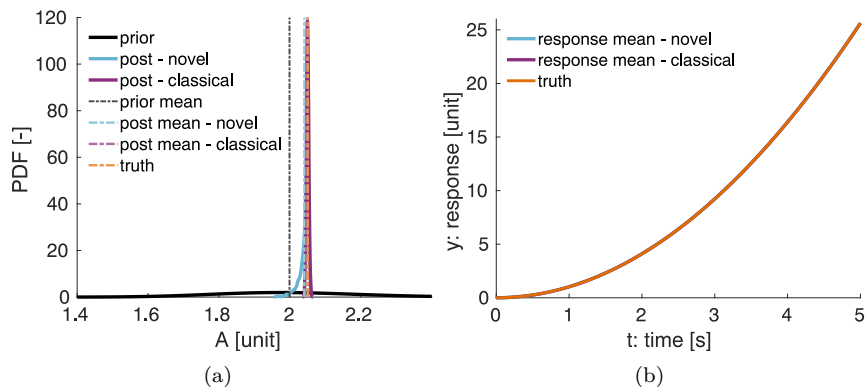 120
100
80
60
40
20
0
PDF [-]
prior
post - novel
post - classical
prior mean
post mean - novel
post mean - classical
truth
1.4
1.6
1.8
2
2.2
A [unit]
(a)
25
20
15
10
5
0
y: response [unit]
response mean - novel
response mean - classical
truth
0
1
2
3
4
5
t: time [s]
(b)